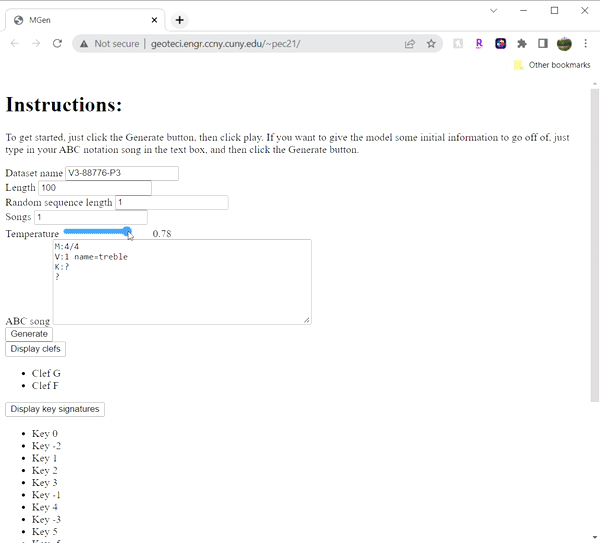 MGen
Not secure
geoteci.engr.ccny.cuny.edu/~pec21/
Other bookmarks
Instructions:
To get started, just click the Generate button, then click play. If you want to give the model some initial information to go off of, just
type in your ABC notation song in the text box, and then click the Generate button.
Dataset name V3-88776-P3
Length 100
Random sequence length 1
Songs 1
Temperature 0.78
M:4/4
V:1 name=treble
K:?
?
ABC song
Generate
Display clefs
Clef G
Clef F
Display key signatures
Key 0
Key -2
Key 1
Key 2
Key 3
Key -1
Key 4
Key -3
Key 5